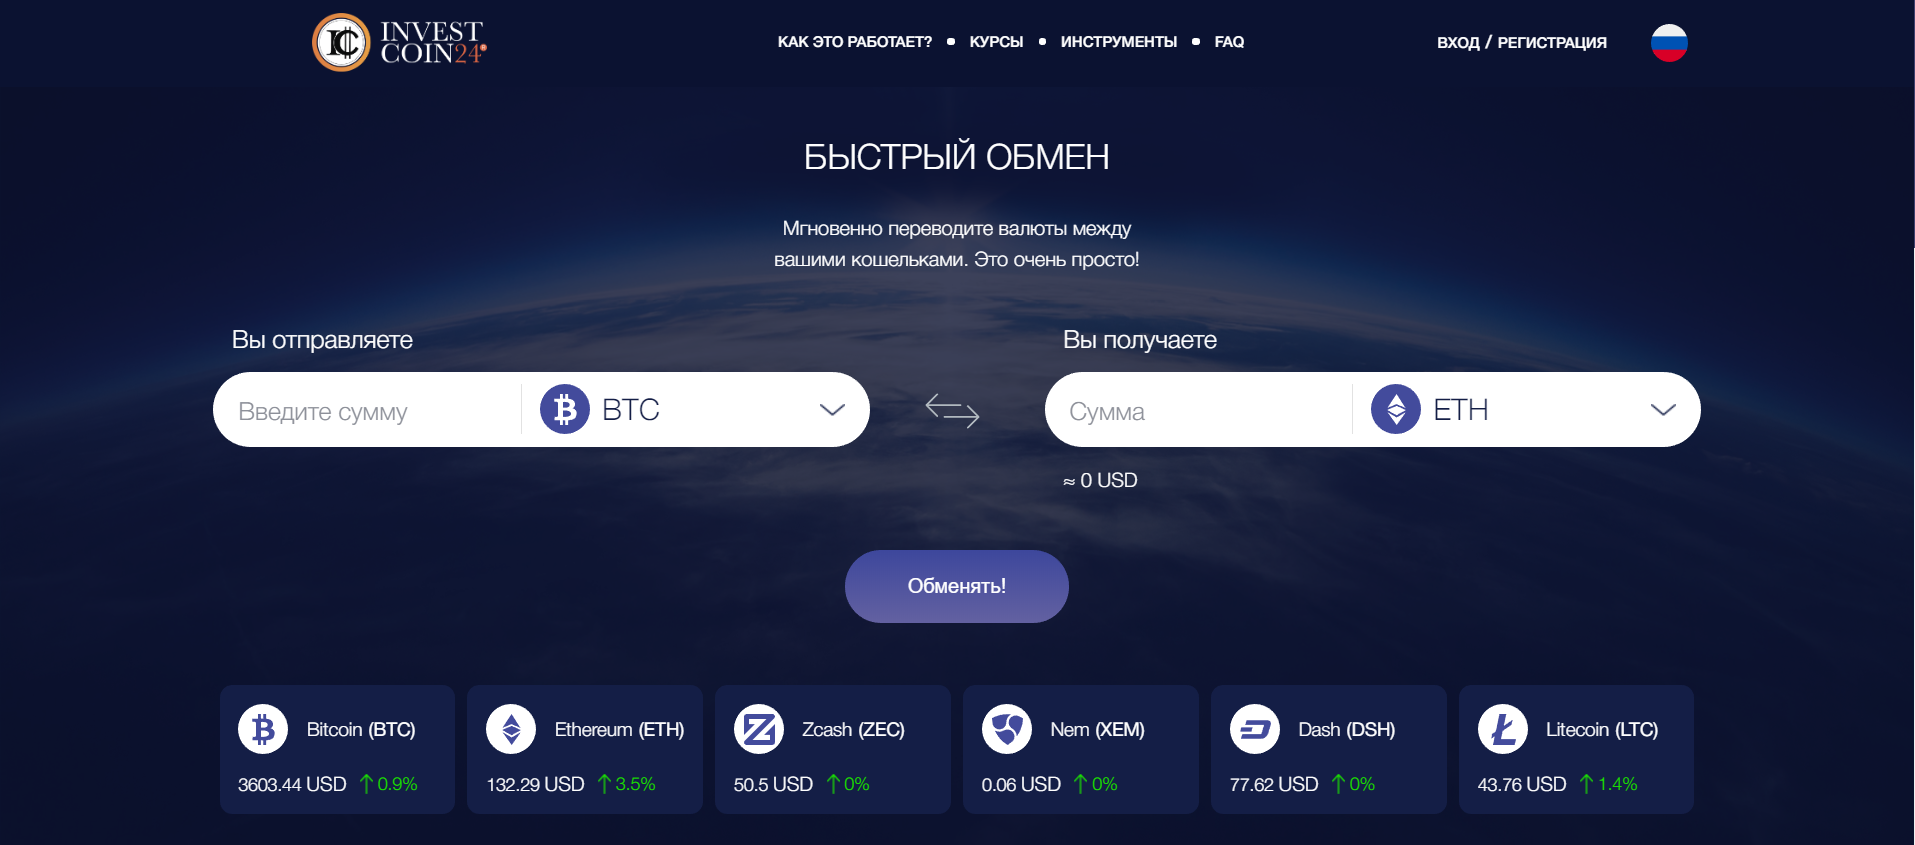 INVEST
COIN24
КАК ЭТО РАБОТАЕТ? • КУРСЫ • ИНСТРУМЕНТЫ • FAQ
ВХОД / РЕГИСТРАЦИЯ
БЫСТРЫЙ ОБМЕН
Мгновенно переводите валюты между
вашими кошельками. Это очень просто!
Вы отправляете
Введите сумму
BTC
Вы получаете
Сумма
ETH
≈ 0 USD
Обменять!
Bitcoin (BTC)
3603.44 USD ↑ 0.9%
Ethereum (ETH)
132.29 USD ↑ 3.5%
Zcash (ZEC)
50.5 USD ↑ 0%
Nem (XEM)
0.06 USD ↑ 0%
Dash (DSH)
77.62 USD ↑ 0%
Litecoin (LTC)
43.76 USD ↑ 1.4%